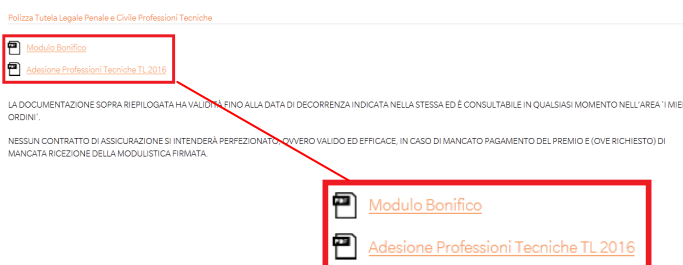 Polizza Tutela Legale Penale e Civile Professioni Tecniche
Modulo Bonifico
Adesione Professioni Tecniche TL 2016
LA DOCUMENTAZIONE SOPRA RIEPILOGATA HA VALIDITÀ FINO ALLA DATA DI DECORRENZA INDICATA NELLA STESSA ED È CONSULTABILE IN QUALSIASI MOMENTO NELL'AREA 'I MIEI
ORDINI'.
NESSUN CONTRATTO DI ASSICURAZIONE SI INTENDERÀ PERFEZIONATO, OVVERO VALIDO ED EFFICACE, IN CASO DI MANCATO PAGAMENTO DEL PREMIO E (OVE RICHIESTO) DI
MANCATA RICEZIONE DELLA MODULISTICA FIRMATA.
Modulo Bonifico
Adesione Professioni Tecniche TL 2016